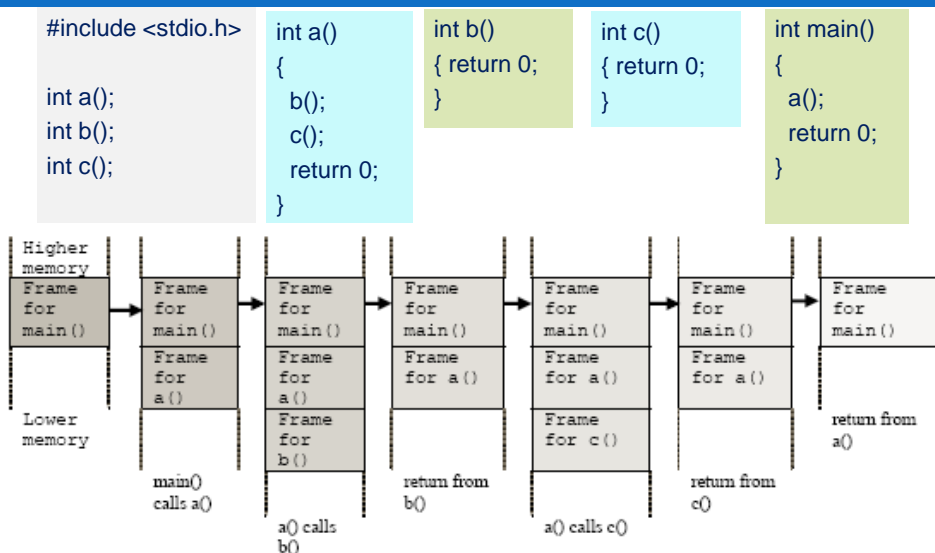 #include <stdio.h>
int a();
int b();
int c();
int a()
{
b();
c();
return 0;
}
int b()
{ return 0;
}
int c()
{ return 0;
}
int main()
{
a();
return 0;
}
Higher
memory
Frame
for
main()
Lower
memory
Frame
for
main()
Frame
for
a()
main()
calls a()
Frame
for
main()
Frame
for
a()
Frame
for
b()
a() calls
b()
Frame
for
main()
Frame
for a()
return from
b()
Frame
for
main()
Frame
for a()
Frame
for c()
a() calls c()
Frame
for
main()
Frame
for a()
return from
c()
Frame
for
main()
return from
a()